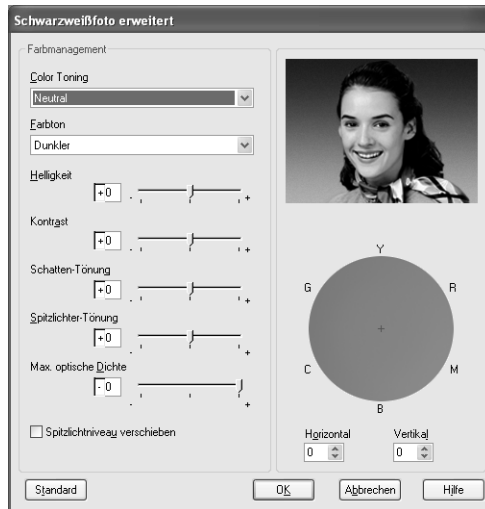 Schwarzweißfoto erweitert
Farbmanagement
Color Toning
Neutral
Farbton
Dunkler
Helligkeit
+0
- +
Kontrast
+0
- +
Schatten-Tönung
+0
- +
Spitzlichter-Tönung
+0
- +
Max. optische Dichte
- 0
- +
Spitzlichtniveau verschieben
Y
G R
C M
B
Horizontal Vertikal
0 0
Standard OK Abbrechen Hilfe